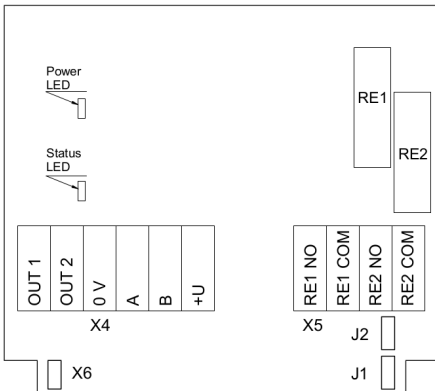 Power
LED
RE1
RE2
Status
LED
OUT 1
OUT 2
0 V
A
B
+U
RE1 NO
RE1 COM
RE2 NO
RE2 COM
X4
X5
J2
X6
J1